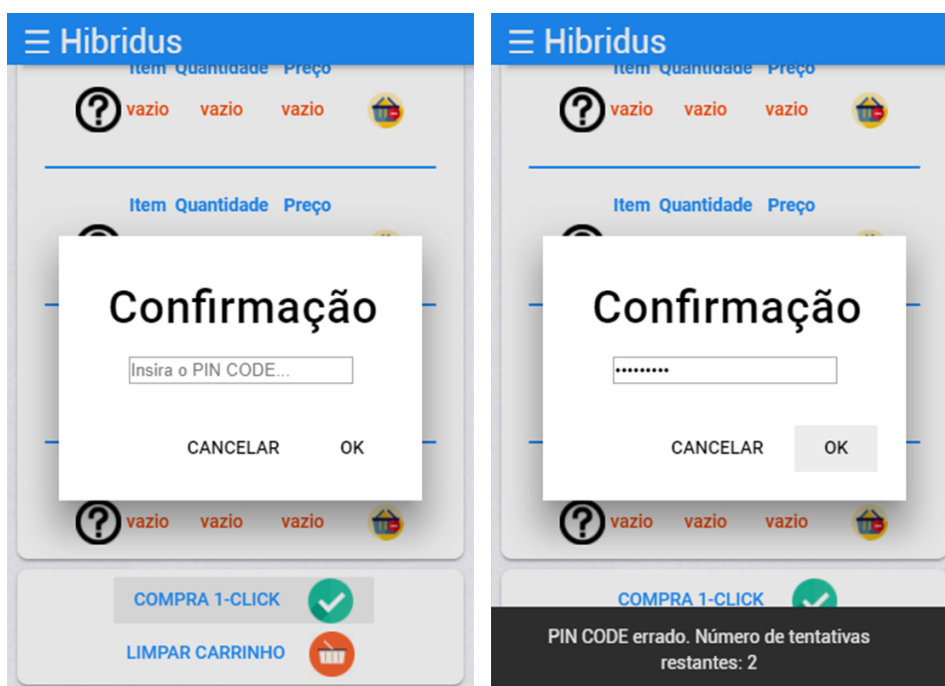 ☰ Hibridus
Item Quantidade Preço
vazio vazio vazio
Item Quantidade Preço
Confirmação
Insira o PIN CODE...
CANCELAR OK
vazio vazio vazio
COMPRA 1-CLICK
LIMPAR CARRINHO
☰ Hibridus
Item Quantidade Preço
vazio vazio vazio
Item Quantidade Preço
Confirmação
•••••••••
CANCELAR OK
vazio vazio vazio
COMPRA 1-CLICK
PIN CODE errado. Número de tentativas
restantes: 2